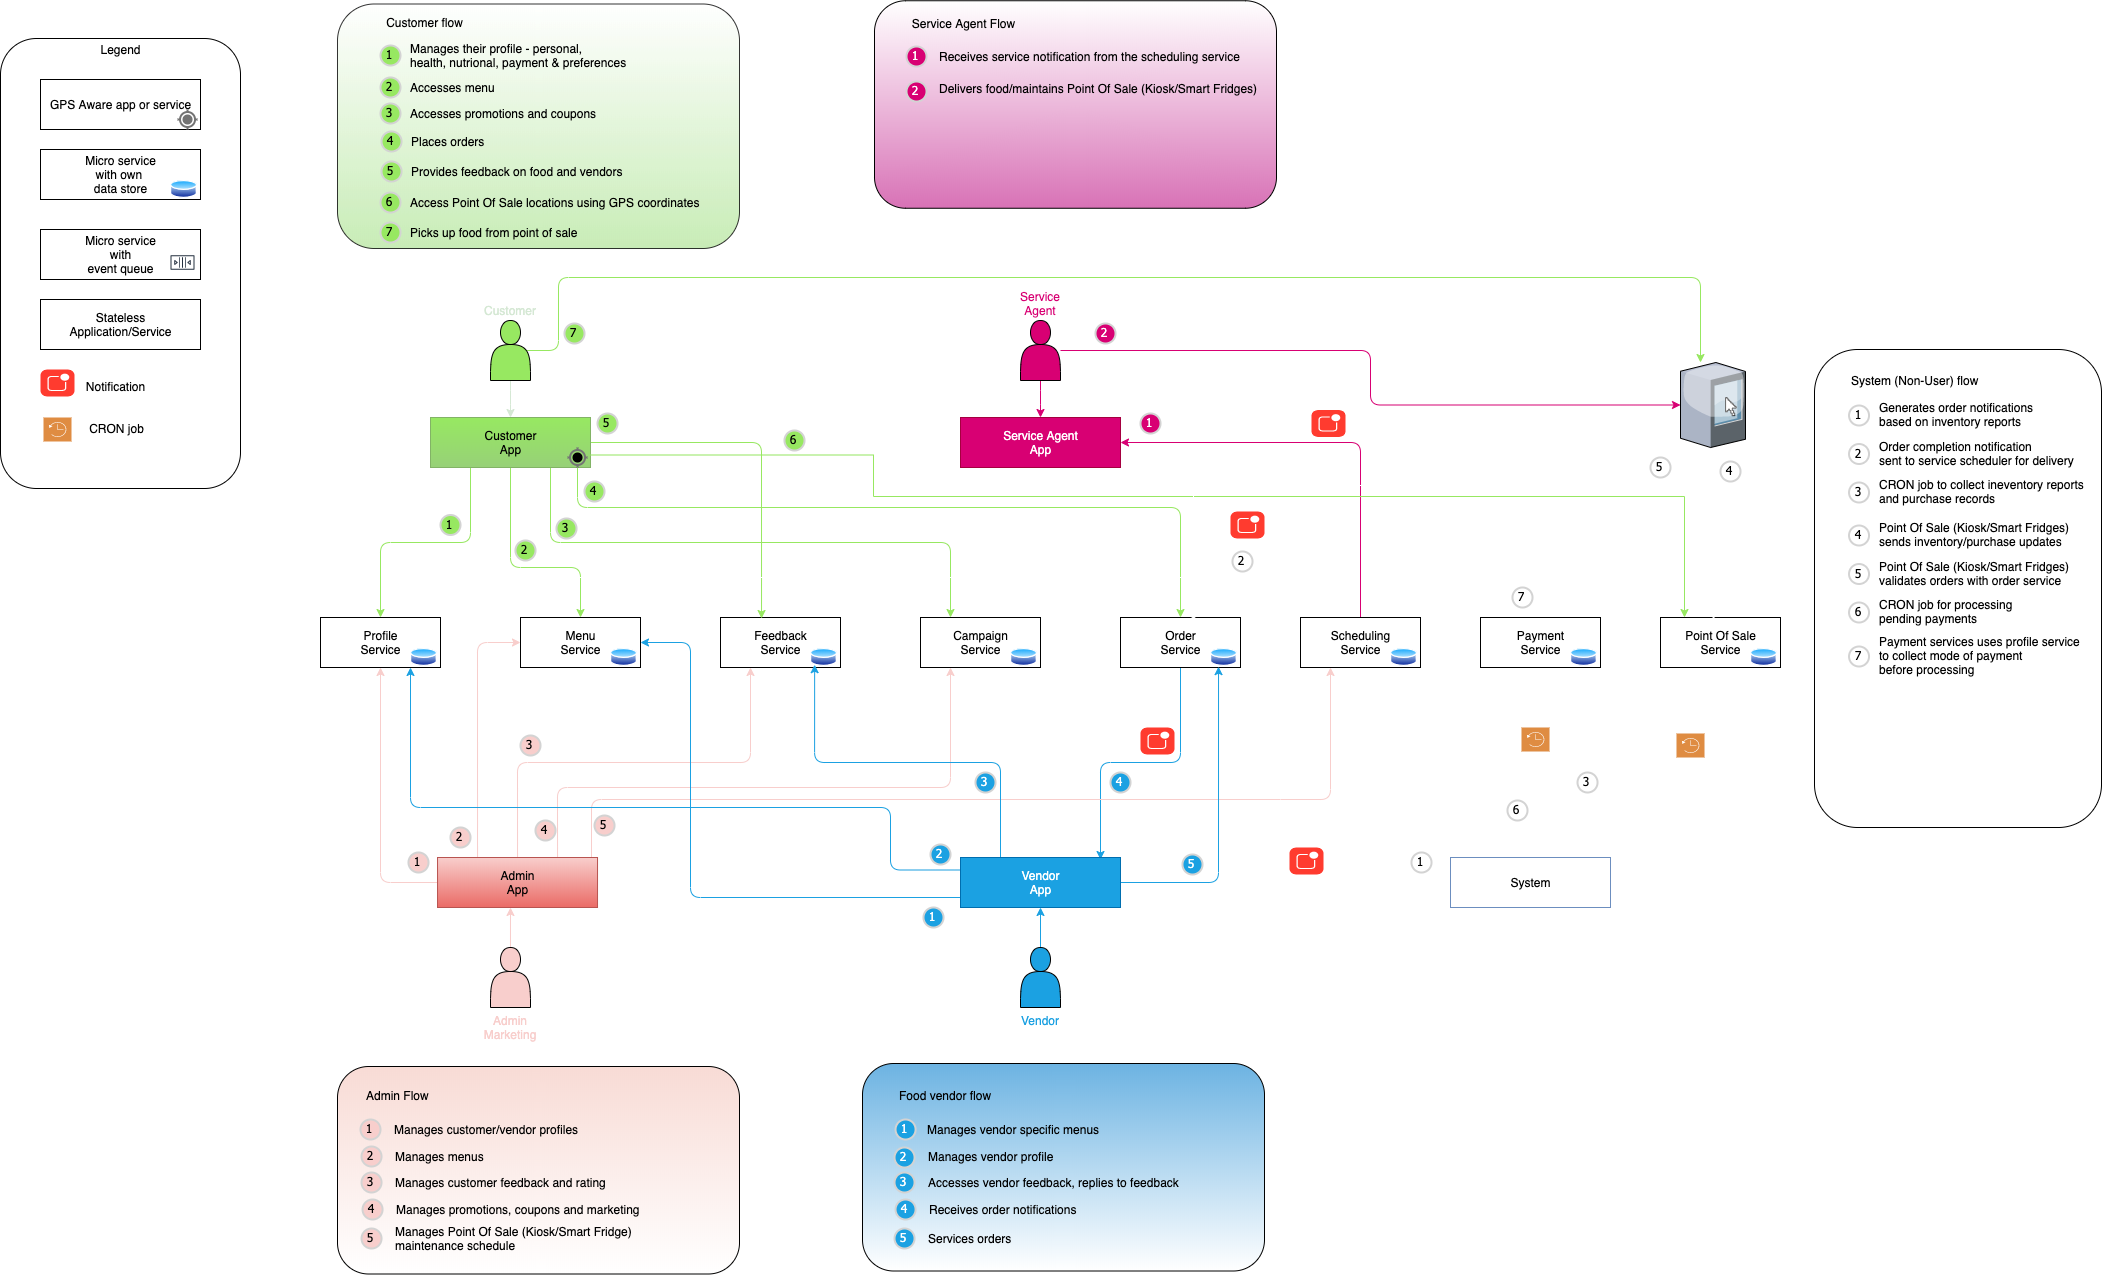 Legend
GPS Aware app or service
Micro service
with own
data store
Micro service
with
event queue
Stateless
Application/Service
Notification
CRON job
Customer flow
1 Manages their profile - personal,
health, nutrional, payment & preferences
2 Accesses menu
3 Accesses promotions and coupons
4 Places orders
5 Provides feedback on food and vendors
6 Access Point Of Sale locations using GPS coordinates
7 Picks up food from point of sale
Service Agent Flow
1 Receives service notification from the scheduling service
2 Delivers food/maintains Point Of Sale (Kiosk/Smart Fridges)
System (Non-User) flow
1 Generates order notifications
based on inventory reports
2 Order completion notification
sent to service scheduler for delivery
3 CRON job to collect ineventory reports
and purchase records
4 Point Of Sale (Kiosk/Smart Fridges)
sends inventory/purchase updates
5 Point Of Sale (Kiosk/Smart Fridges)
validates orders with order service
6 CRON job for processing
pending payments
7 Payment services uses profile service
to collect mode of payment
before processing
Customer
7
Service
Agent
2
Customer
App
5
6
4
1
3
2
Service Agent
App
1
5
4
2
7
Profile
Service
Menu
Service
Feedback
Service
Campaign
Service
Order
Service
Scheduling
Service
Payment
Service
Point Of Sale
Service
3
3
4
3
6
2
4
5
1
2
5
1
1
Admin
App
Vendor
App
System
Admin
Marketing
Vendor
Admin Flow
1 Manages customer/vendor profiles
2 Manages menus
3 Manages customer feedback and rating
4 Manages promotions, coupons and marketing
5 Manages Point Of Sale (Kiosk/Smart Fridge)
maintenance schedule
Food vendor flow
1 Manages vendor specific menus
2 Manages vendor profile
3 Accesses vendor feedback, replies to feedback
4 Receives order notifications
5 Services orders